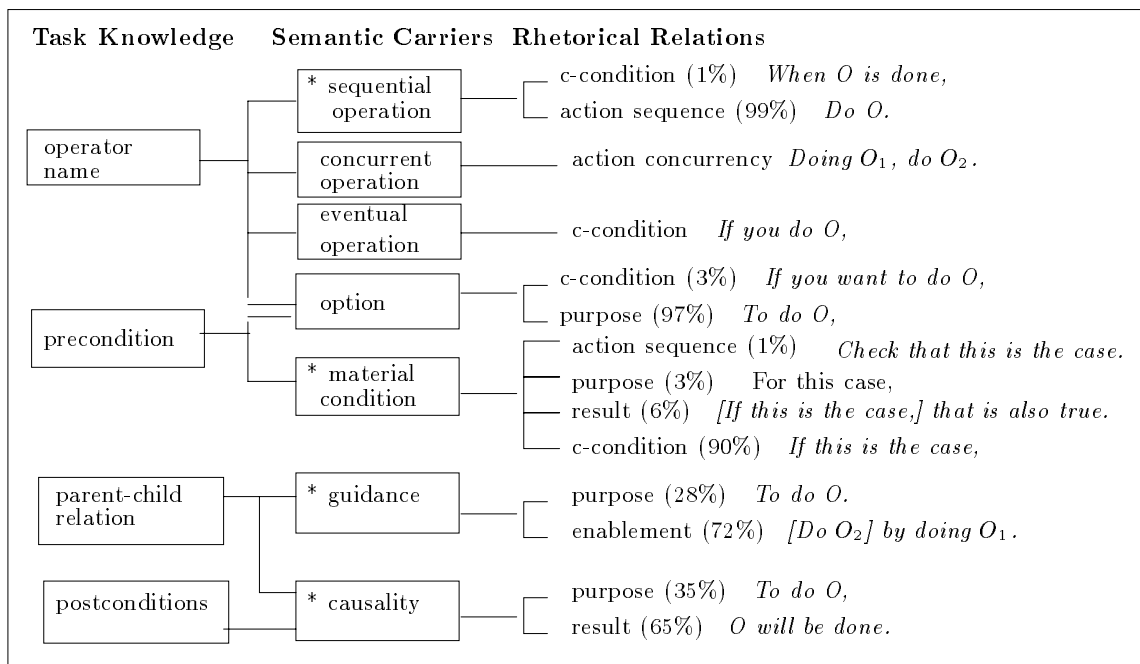 Task Knowledge Semantic Carriers Rhetorical Relations
operator
name
precondition
parent-child
relation
postconditions
* sequential
operation
concurrent
operation
eventual
operation
option
* material
condition
* guidance
* causality
c-condition (1%) When O is done,
action sequence (99%) Do O.
action concurrency Doing O₁, do O₂.
c-condition If you do O,
c-condition (3%) If you want to do O,
purpose (97%) To do O,
action sequence (1%) Check that this is the case.
purpose (3%) For this case,
result (6%) [If this is the case,] that is also true.
c-condition (90%) If this is the case,
purpose (28%) To do O.
enablement (72%) [Do O₂] by doing O₁.
purpose (35%) To do O,
result (65%) O will be done.